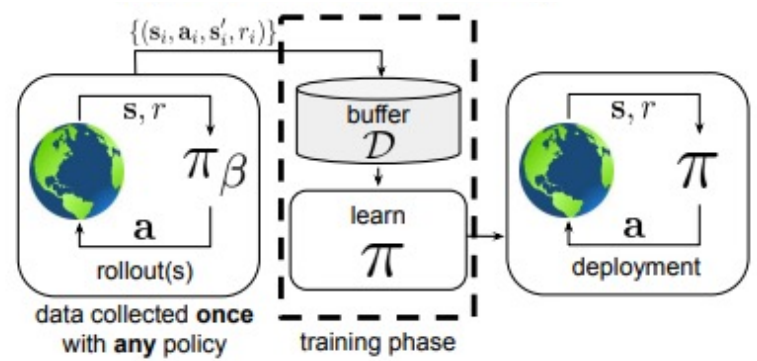 {(s_i, a_i, s'_i, r_i)}
s, r
π_β
a
rollout(s)
data collected once
with any policy
buffer
𝒟
learn
π
training phase
s, r
π
a
deployment